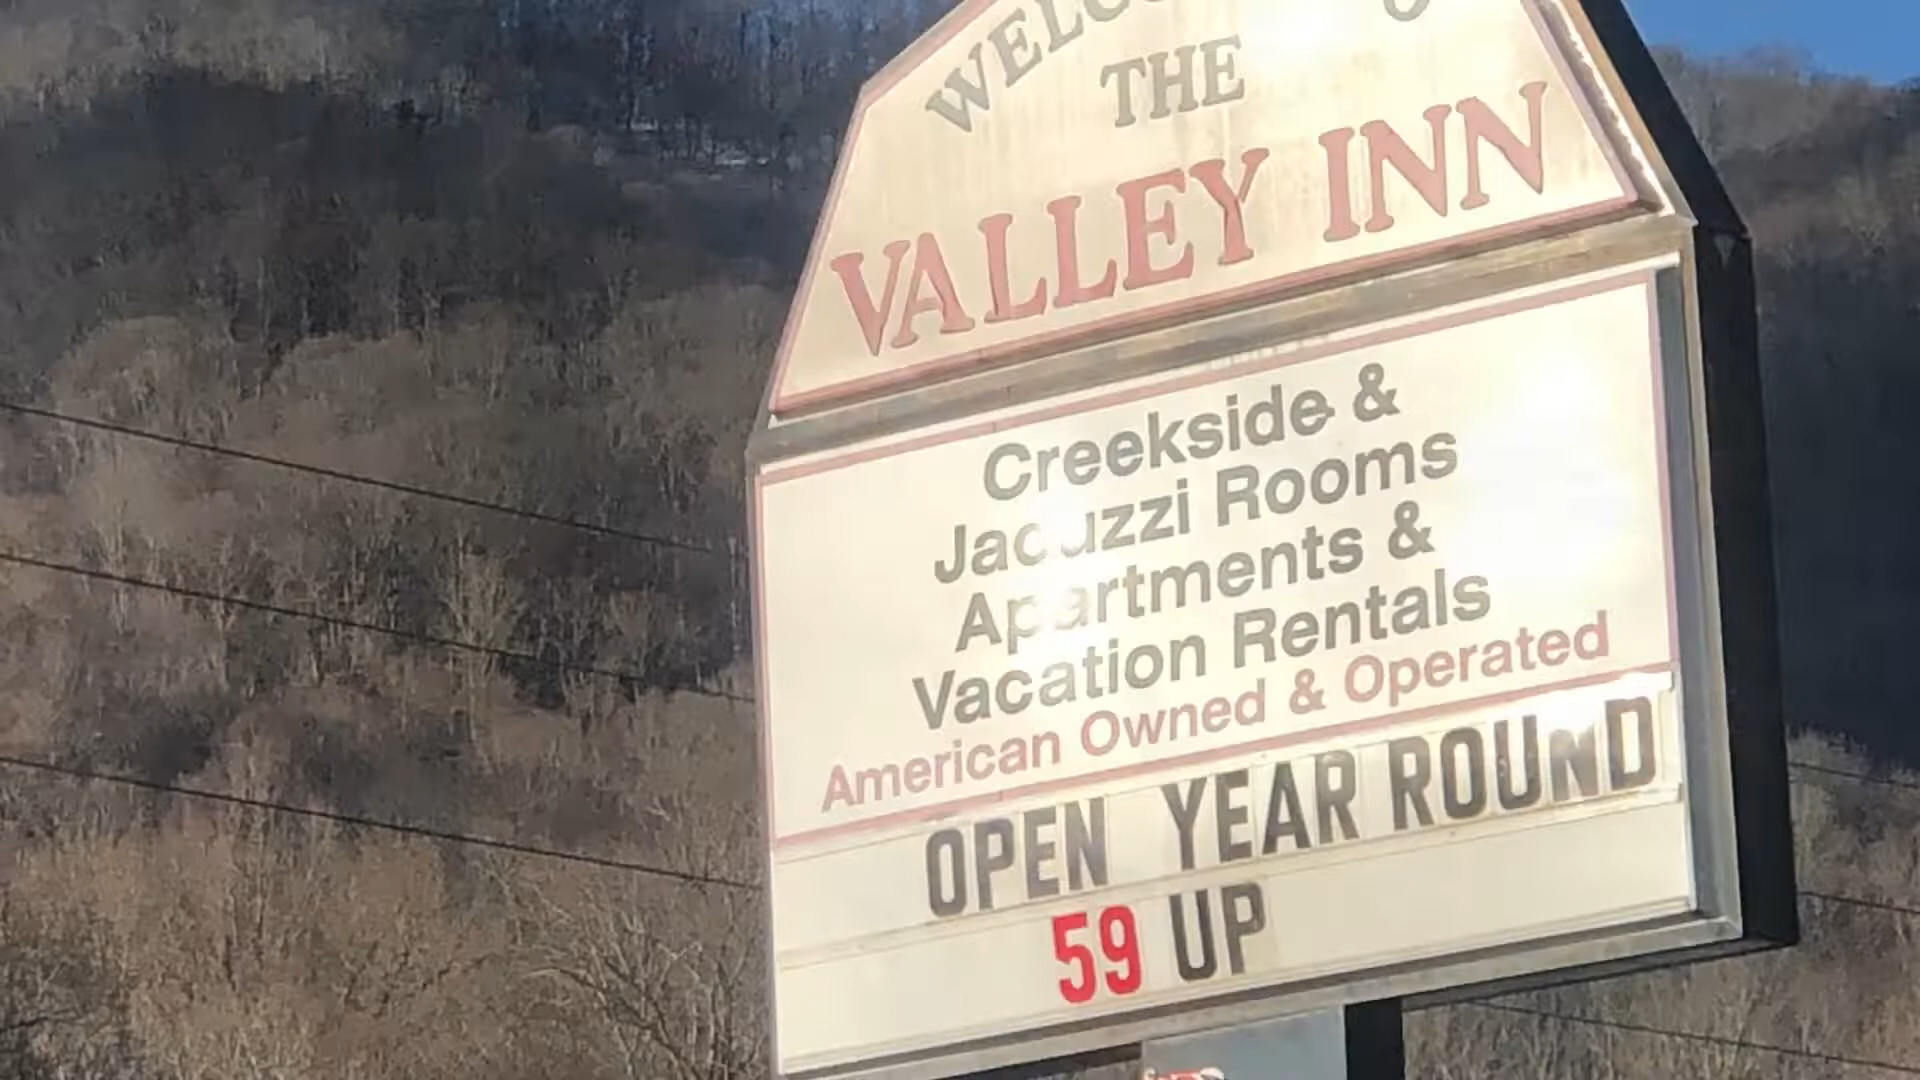 THE
VALLEY INN
Creekside &
Jacuzzi Rooms
Apartments &
Vacation Rentals
American Owned & Operated
OPEN YEAR ROUND
59 UP